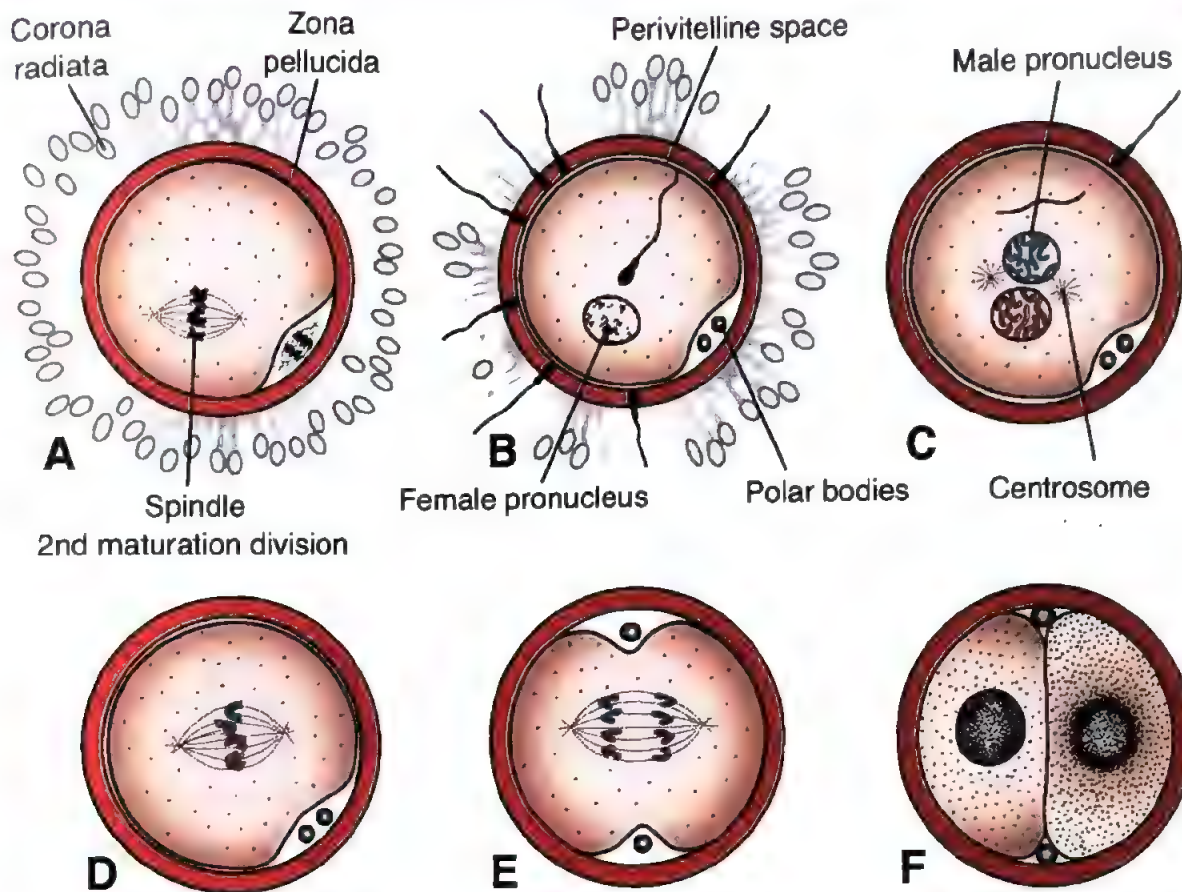 Corona
radiata
Zona
pellucida
Perivitelline space
Male pronucleus
A
B
C
Spindle
2nd maturation division
Female pronucleus
Polar bodies
Centrosome
D
E
F